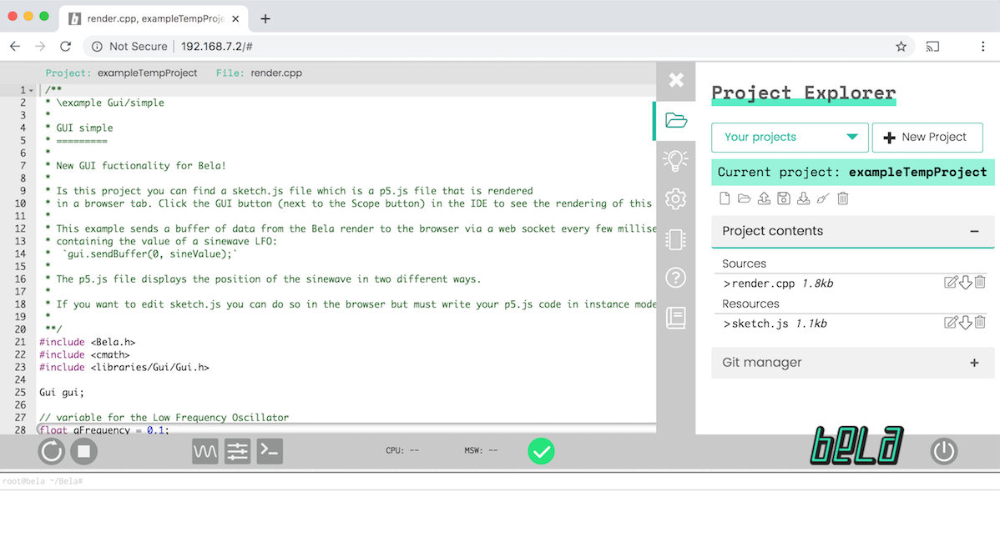 render.cpp, exampleTempProje
Not Secure 192.168.7.2/#
Project: exampleTempProject File: render.cpp
1 /**
2 * \example Gui/simple
3 *
4 * GUI simple
5 * =========
6 *
7 * New GUI fuctionality for Bela!
8 *
9 * Is this project you can find a sketch.js file which is a p5.js file that is rendered
10 * in a browser tab. Click the GUI button (next to the Scope button) in the IDE to see the rendering of this
11 *
12 * This example sends a buffer of data from the Bela render to the browser via a web socket every few millise
13 * containing the value of a sinewave LFO:
14 * `gui.sendBuffer(0, sineValue);`
15 *
16 * The p5.js file displays the position of the sinewave in two different ways.
17 *
18 * If you want to edit sketch.js you can do so in the browser but must write your p5.js code in instance mode
19 *
20 **/
21 #include <Bela.h>
22 #include <cmath>
23 #include <libraries/Gui/Gui.h>
24
25 Gui gui;
26
27 // variable for the Low Frequency Oscillator
28 float gFrequency = 0.1;
Project Explorer
Your projects
New Project
Current project: exampleTempProject
Project contents −
Sources
>render.cpp 1.8kb
Resources
>sketch.js 1.1kb
Git manager +
CPU: -- MSW: --
bela
root@bela ~/Bela#